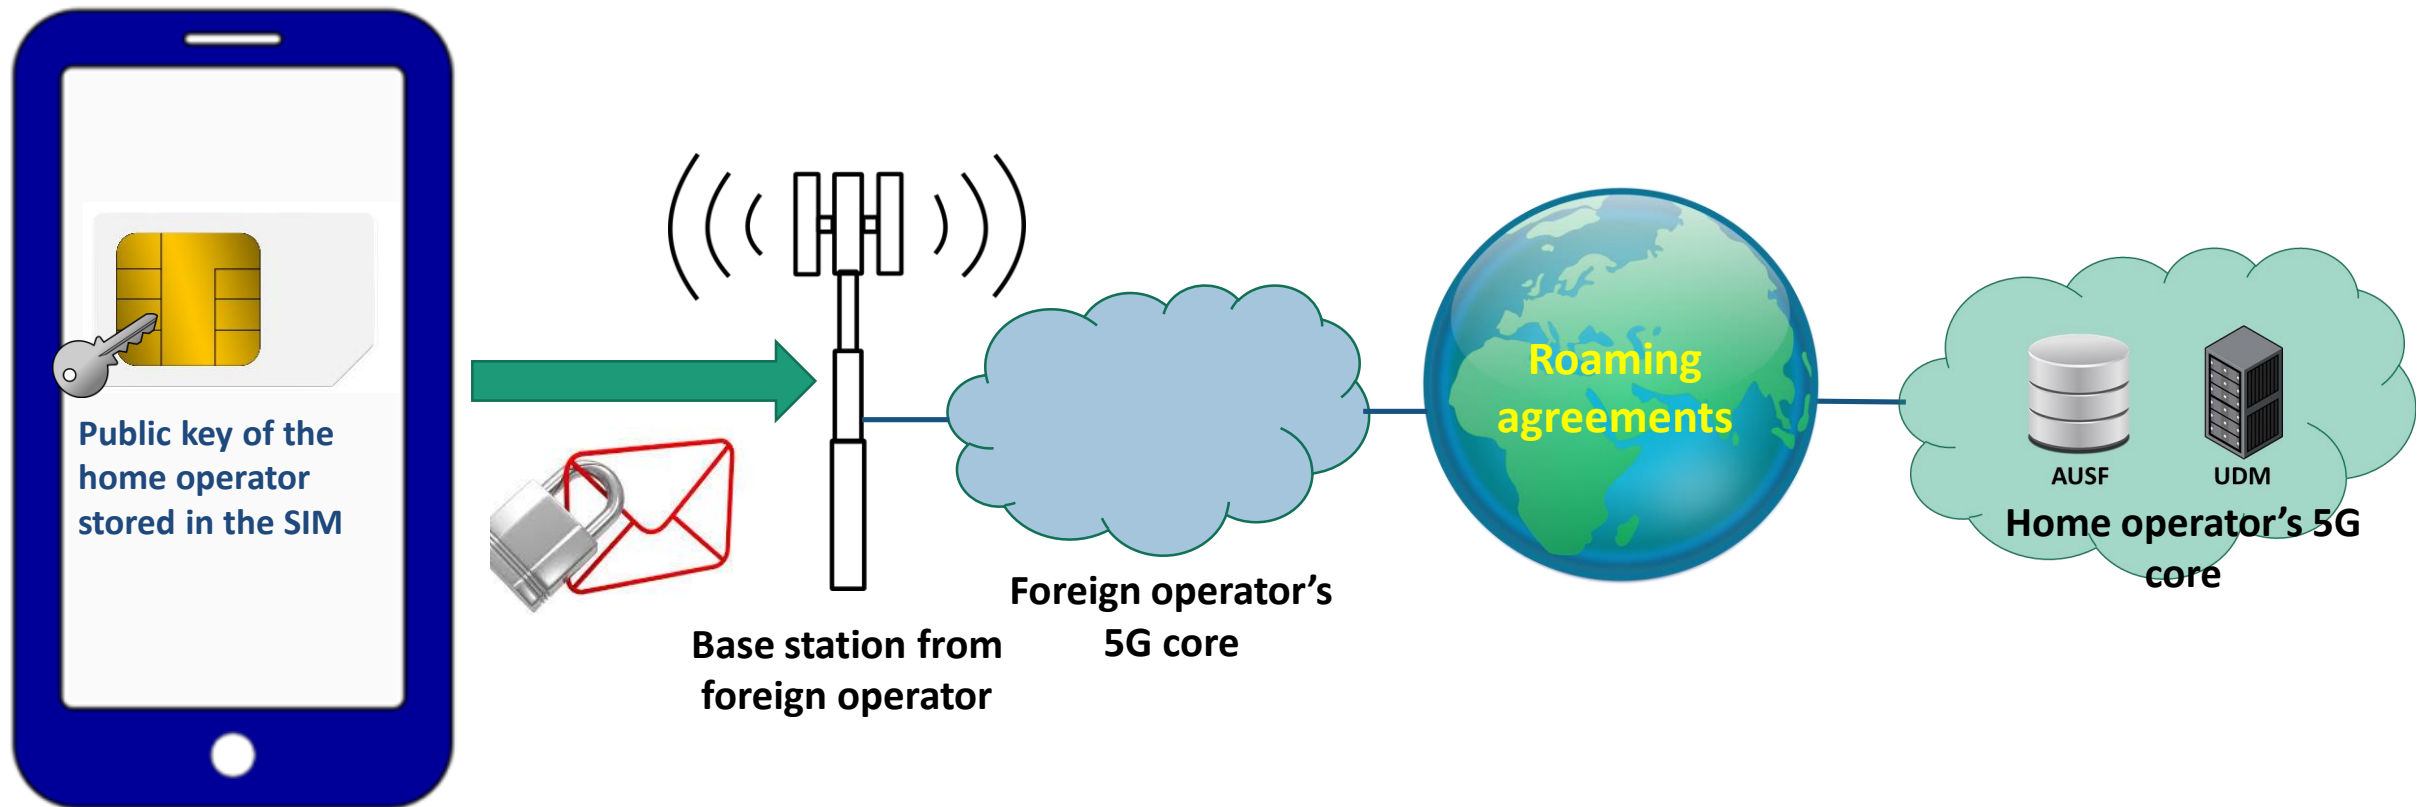 Public key of the
home operator
stored in the SIM
Base station from
foreign operator
Foreign operator’s
5G core
Roaming
agreements
AUSF
UDM
Home operator’s 5G
core